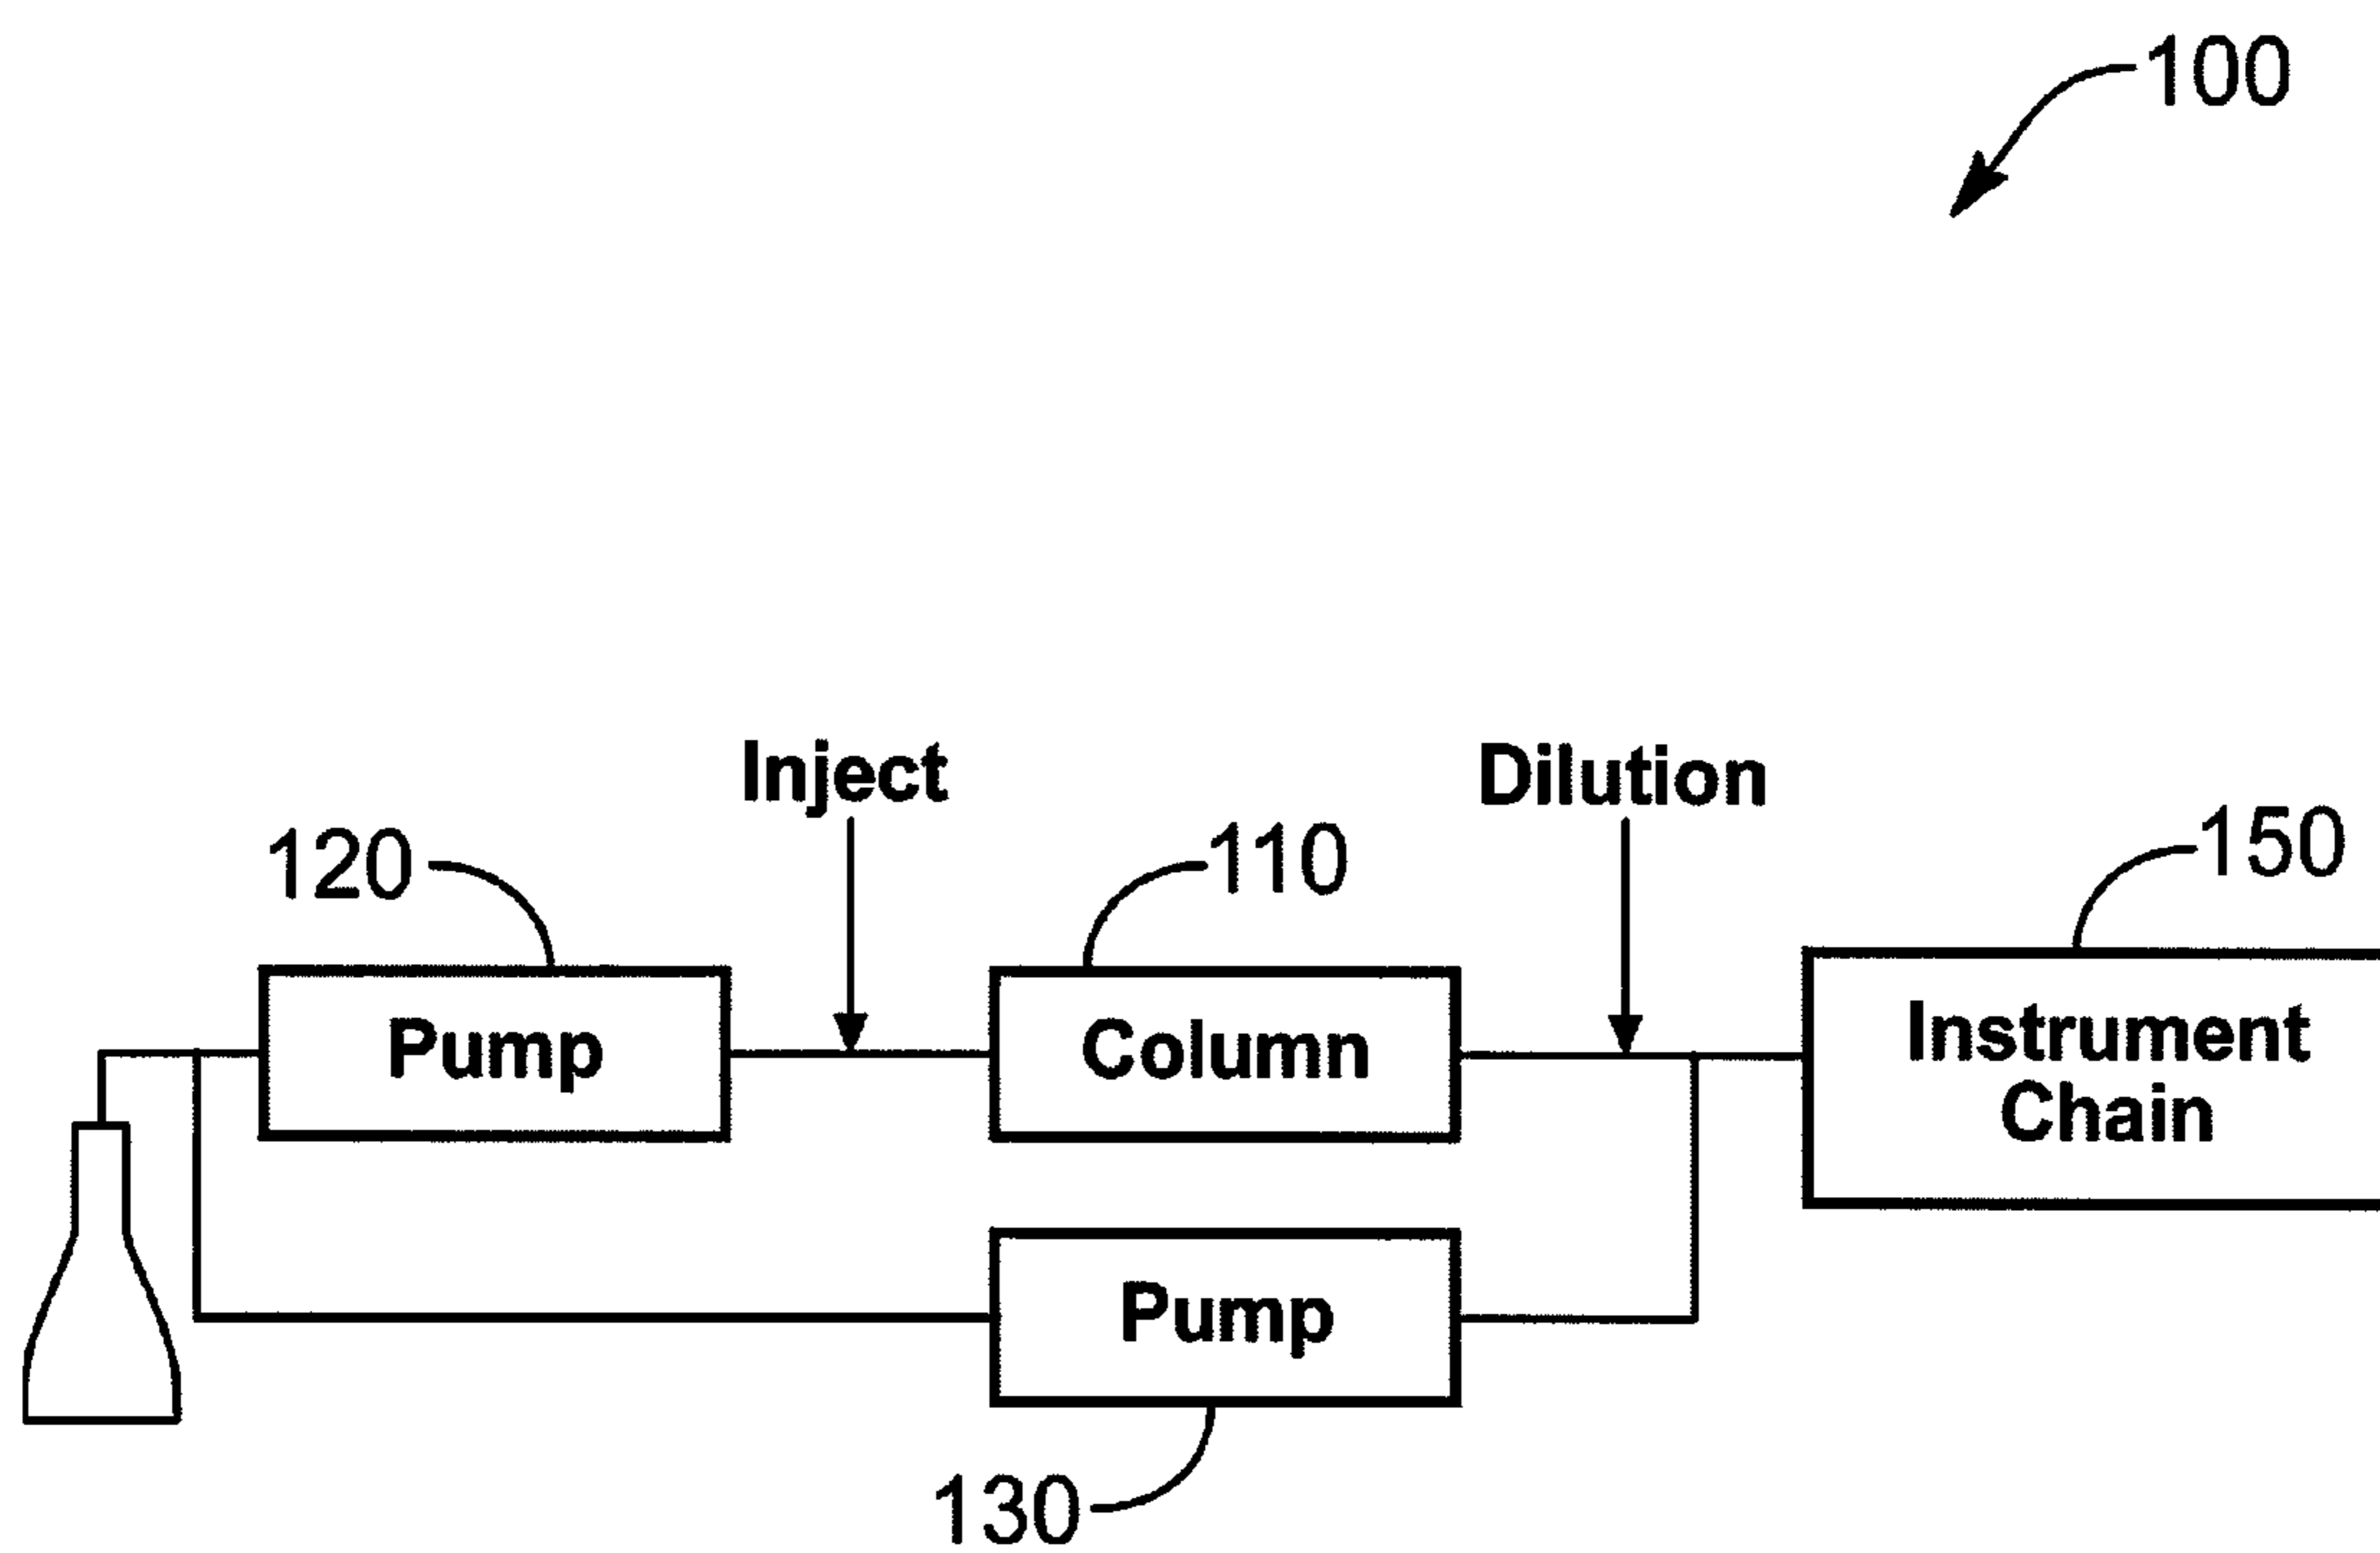 100
Inject
Dilution
120
110
150
Pump
Column
Instrument
Chain
Pump
130